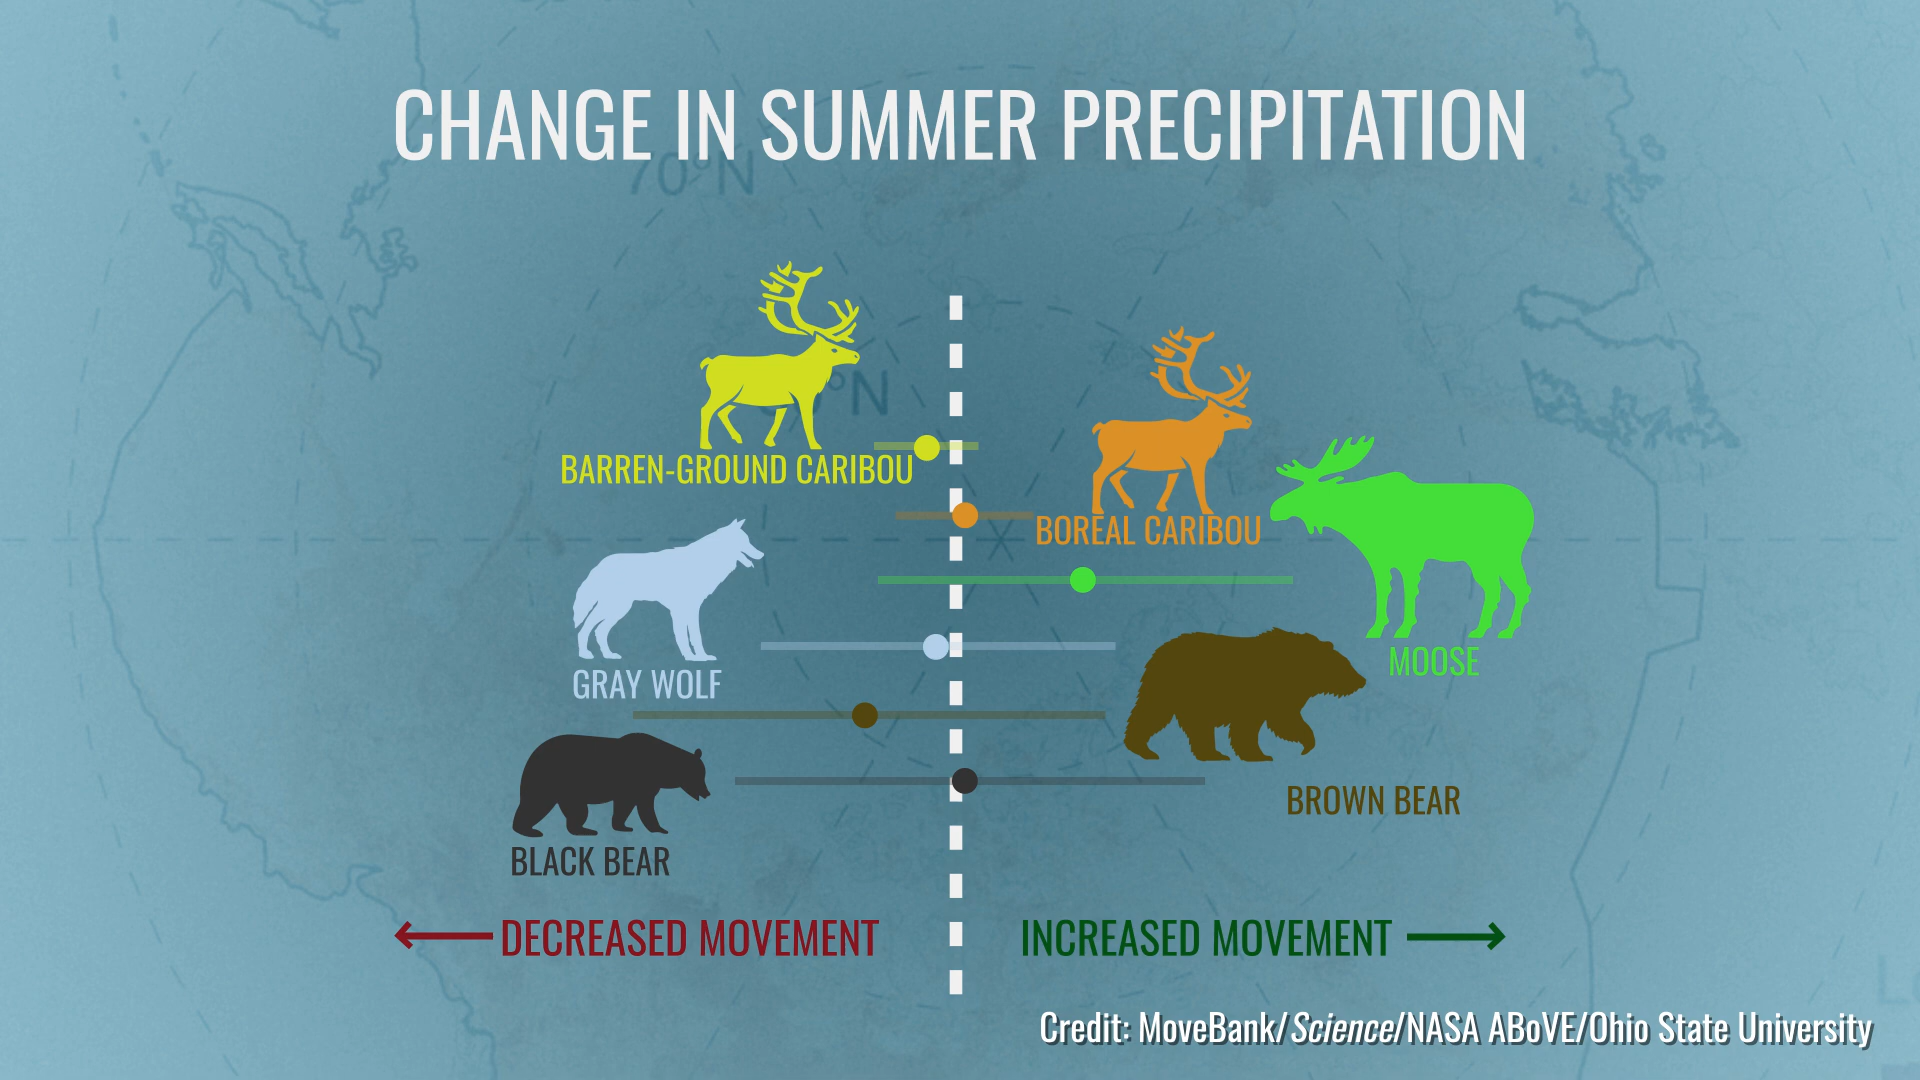 CHANGE IN SUMMER PRECIPITATION
70°N
°N
BARREN-GROUND CARIBOU
BOREAL CARIBOU
MOOSE
GRAY WOLF
BROWN BEAR
BLACK BEAR
DECREASED MOVEMENT
INCREASED MOVEMENT
Credit: MoveBank/Science/NASA ABoVE/Ohio State University